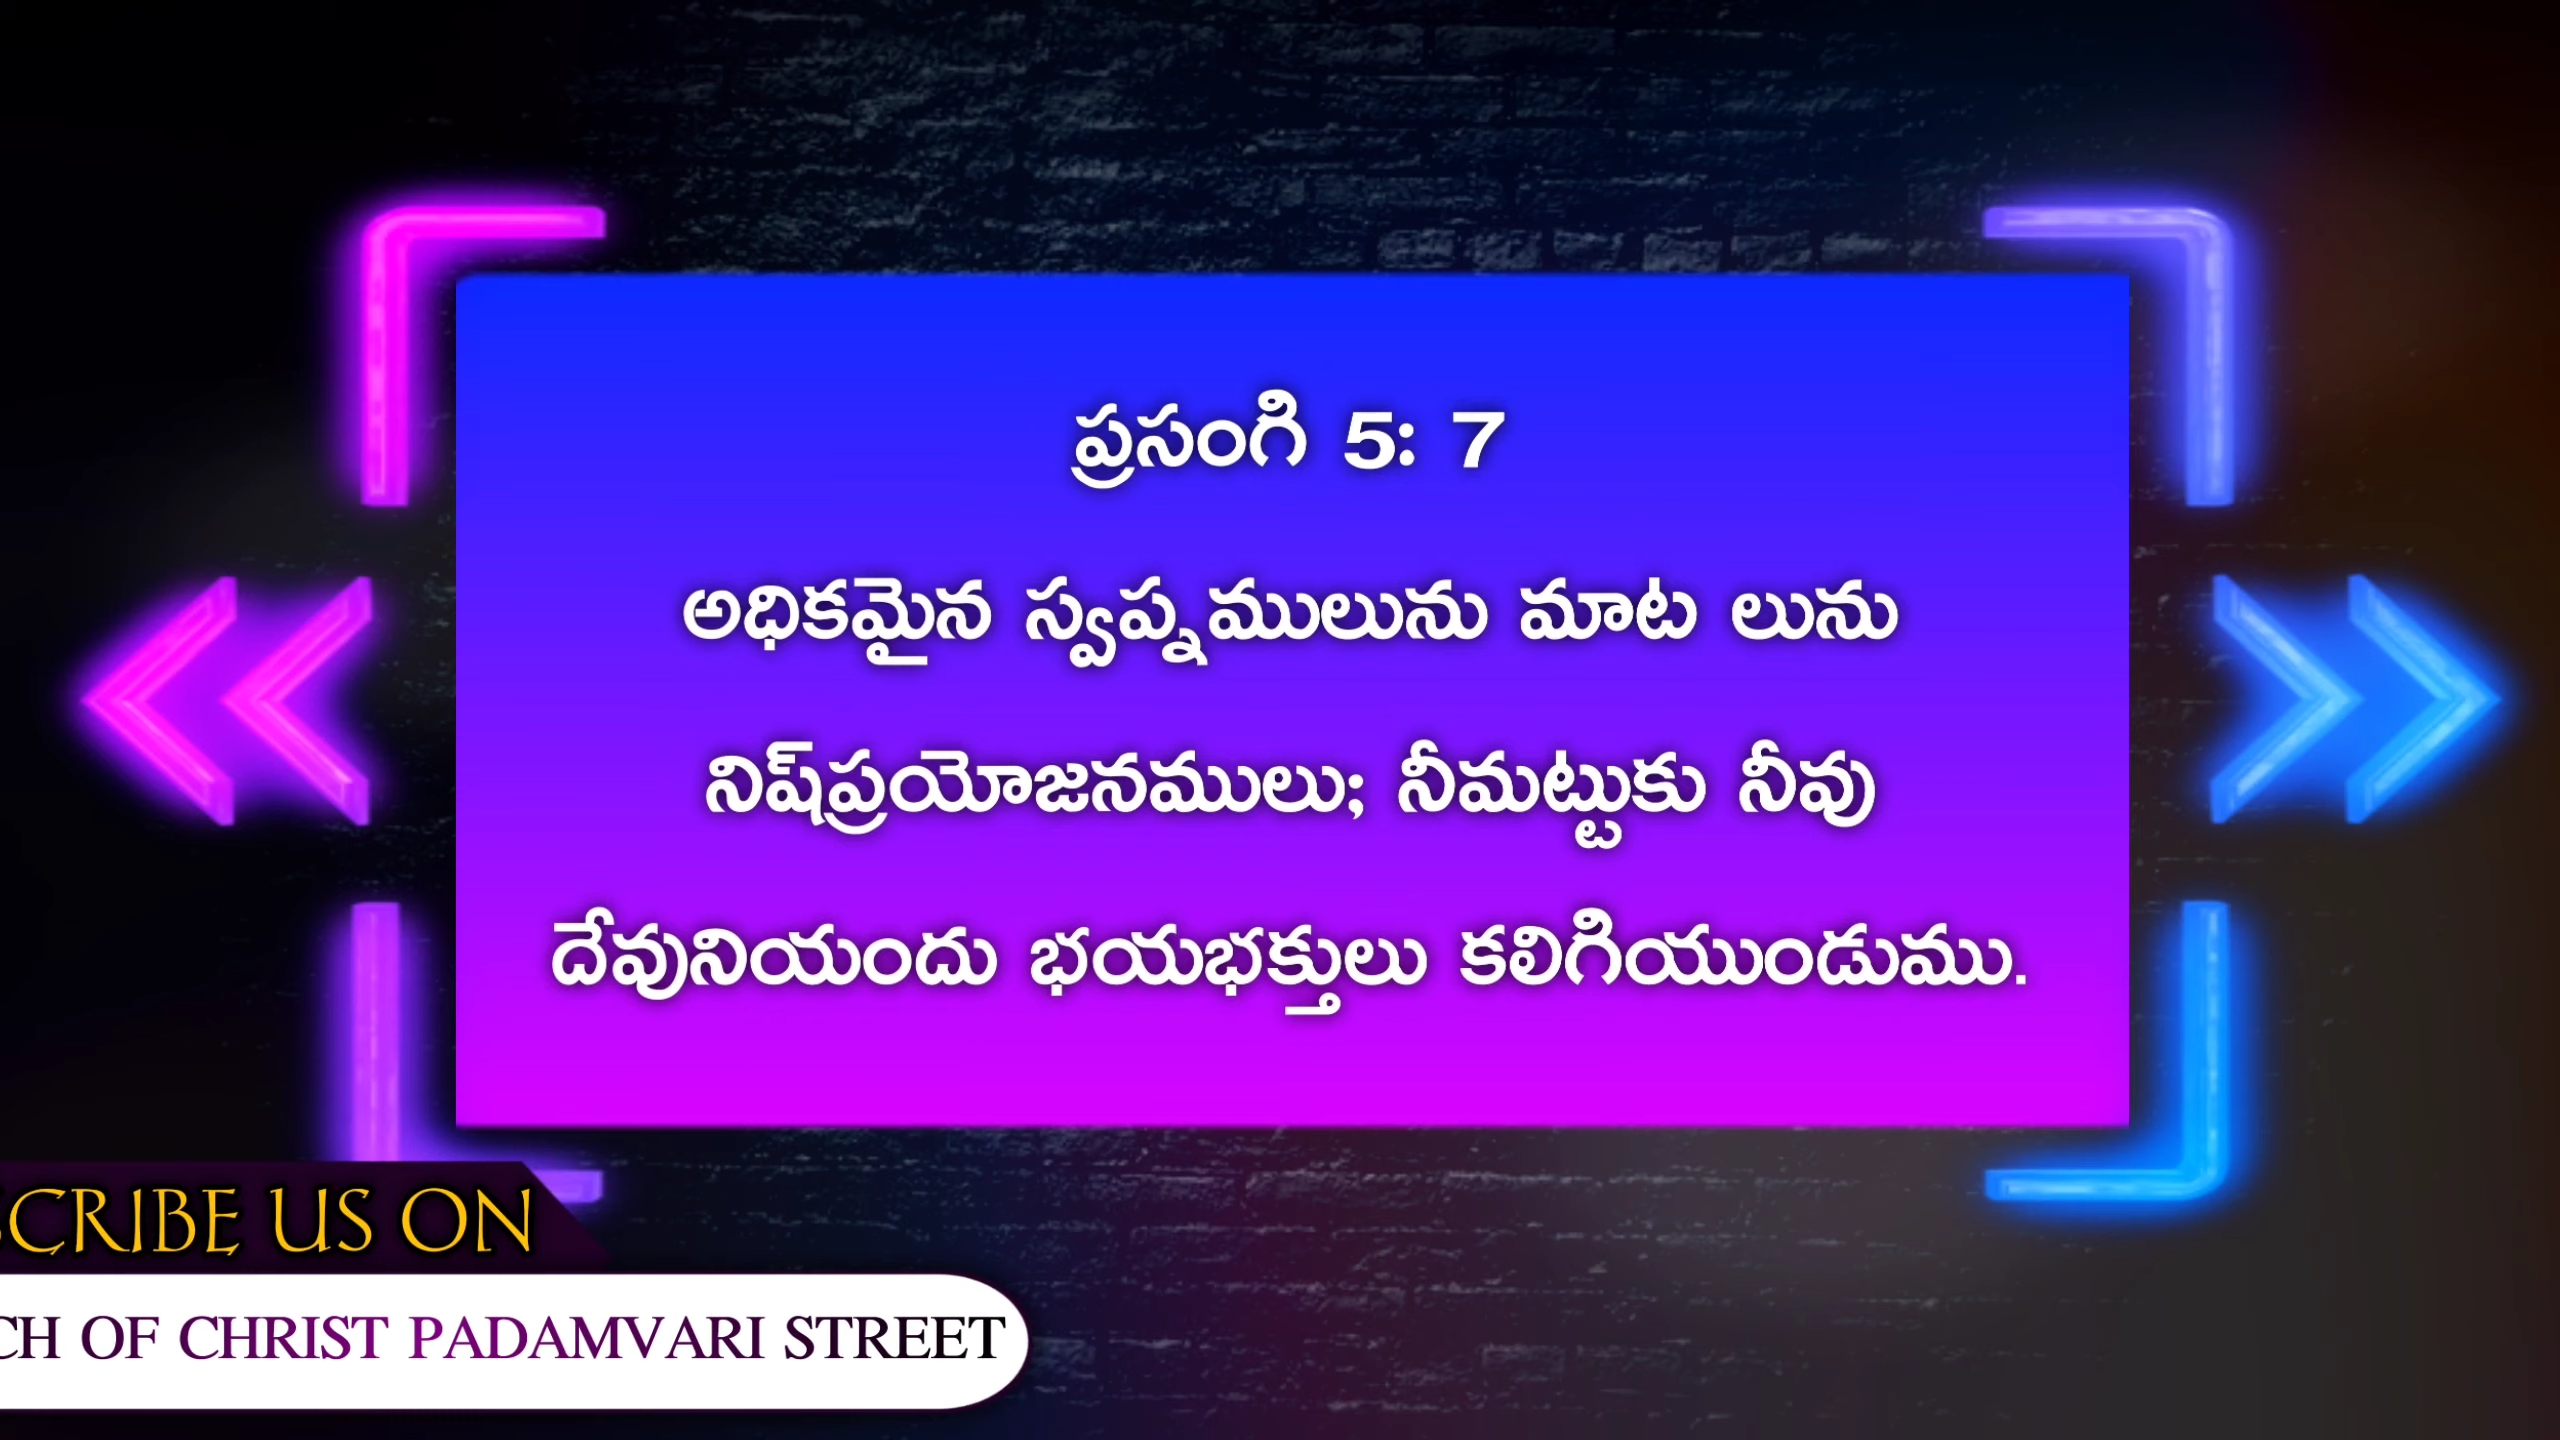 ప్రసంగి 5: 7
అధికమైన స్వప్నములును మాట లును
నిష్‌ప్రయోజనములు; నీమట్టుకు నీవు
దేవునియందు భయభక్తులు కలిగియుండుము.
SCRIBE US ON
CH OF CHRIST PADAMVARI STREET